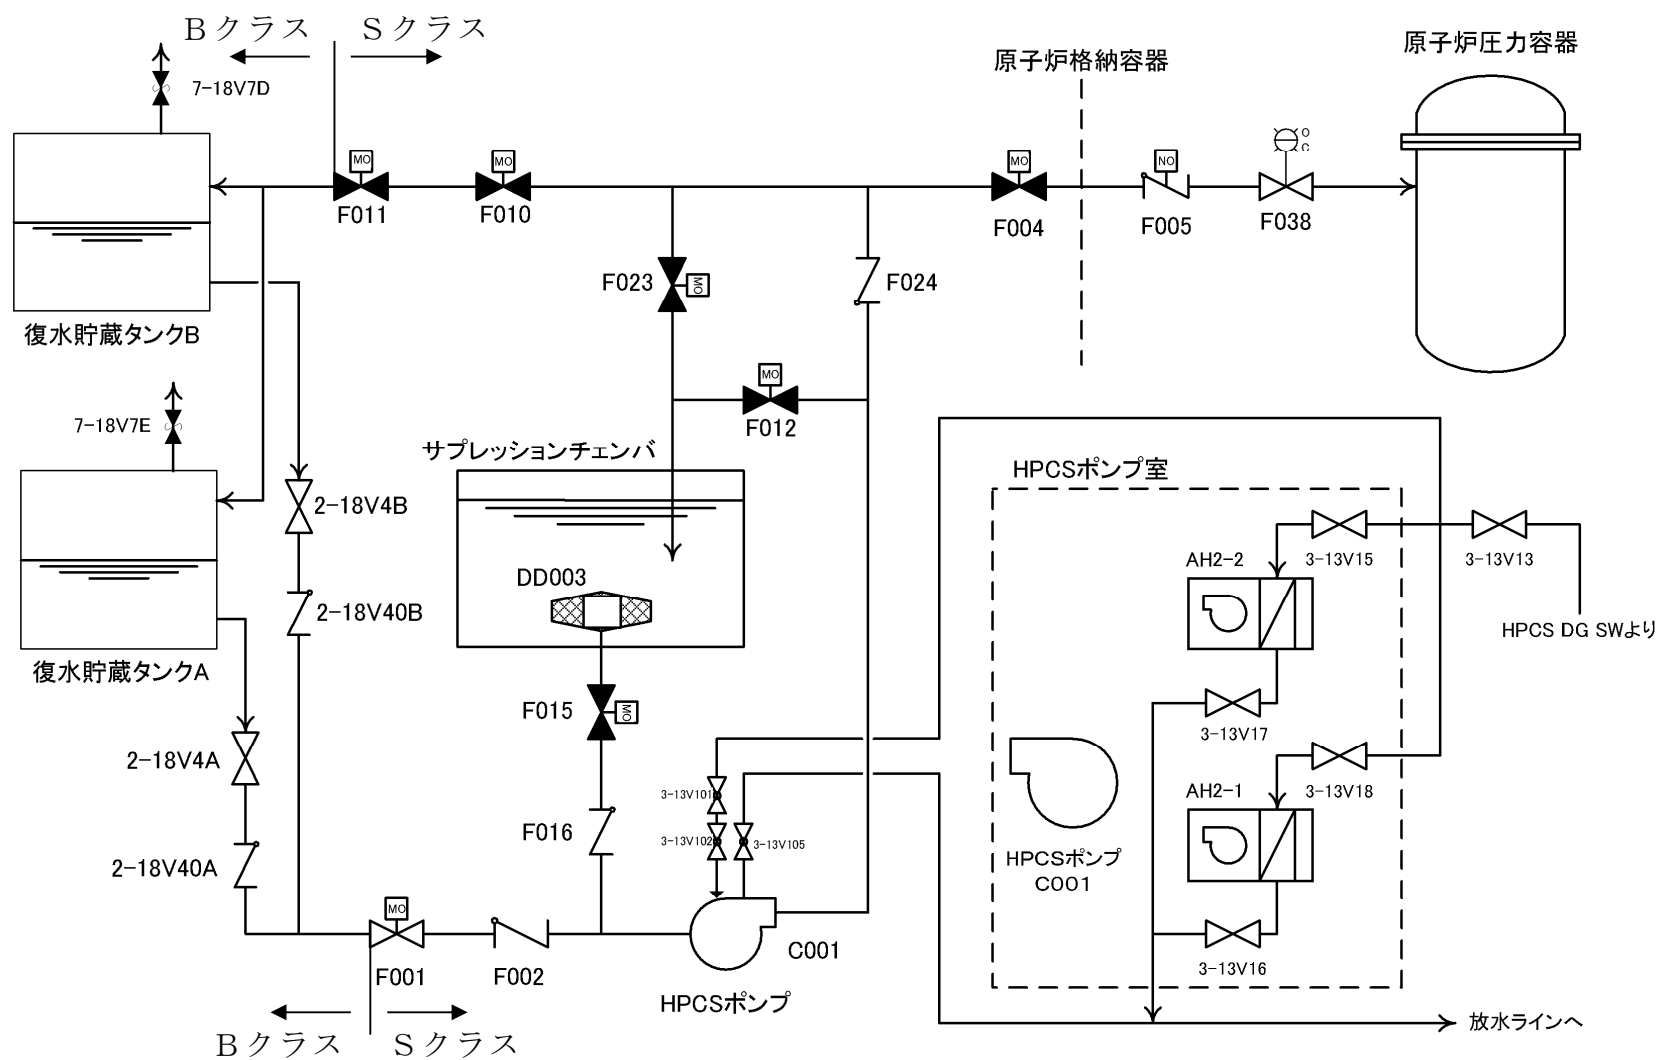 Bクラス
Sクラス
7-18V7D
MO
F011
MO
F010
原子炉格納容器
MO
F004
NO
F005
O
C
F038
原子炉圧力容器
復水貯蔵タンクB
F023
MO
F024
7-18V7E
MO
F012
サプレッションチェンバ
2-18V4B
DD003
2-18V40B
復水貯蔵タンクA
F015
MO
2-18V4A
F016
2-18V40A
3-13V101
3-13V102
3-13V105
MO
F001
F002
C001
HPCSポンプ
Bクラス
Sクラス
HPCSポンプ室
3-13V15
3-13V13
AH2-2
HPCS DG SWより
3-13V17
3-13V18
AH2-1
HPCSポンプ
C001
3-13V16
放水ラインへ